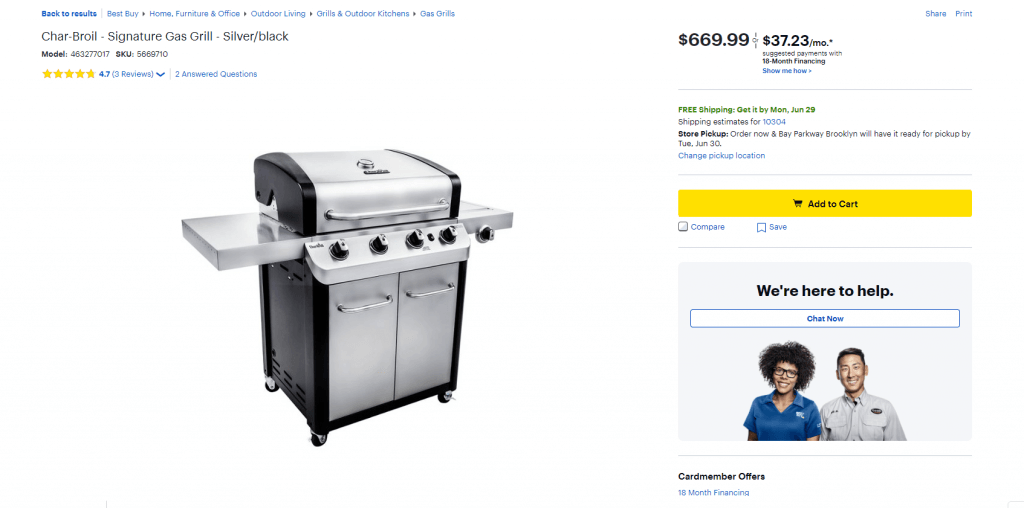 Back to results | Best Buy Home, Furniture & Office Outdoor Living Grills & Outdoor Kitchens Gas Grills
Share Print
Char-Broil - Signature Gas Grill - Silver/black
Model: 463277017 SKU: 5669710
4.7 (3 Reviews) | 2 Answered Questions
$669.99 or $37.23/mo.*
suggested payments with
18-Month Financing
Show me how >
FREE Shipping: Get it by Mon, Jun 29
Shipping estimates for 10304
Store Pickup: Order now & Bay Parkway Brooklyn will have it ready for pickup by
Tue, Jun 30.
Change pickup location
Add to Cart
Compare Save
We're here to help.
Chat Now
Cardmember Offers
18 Month Financing